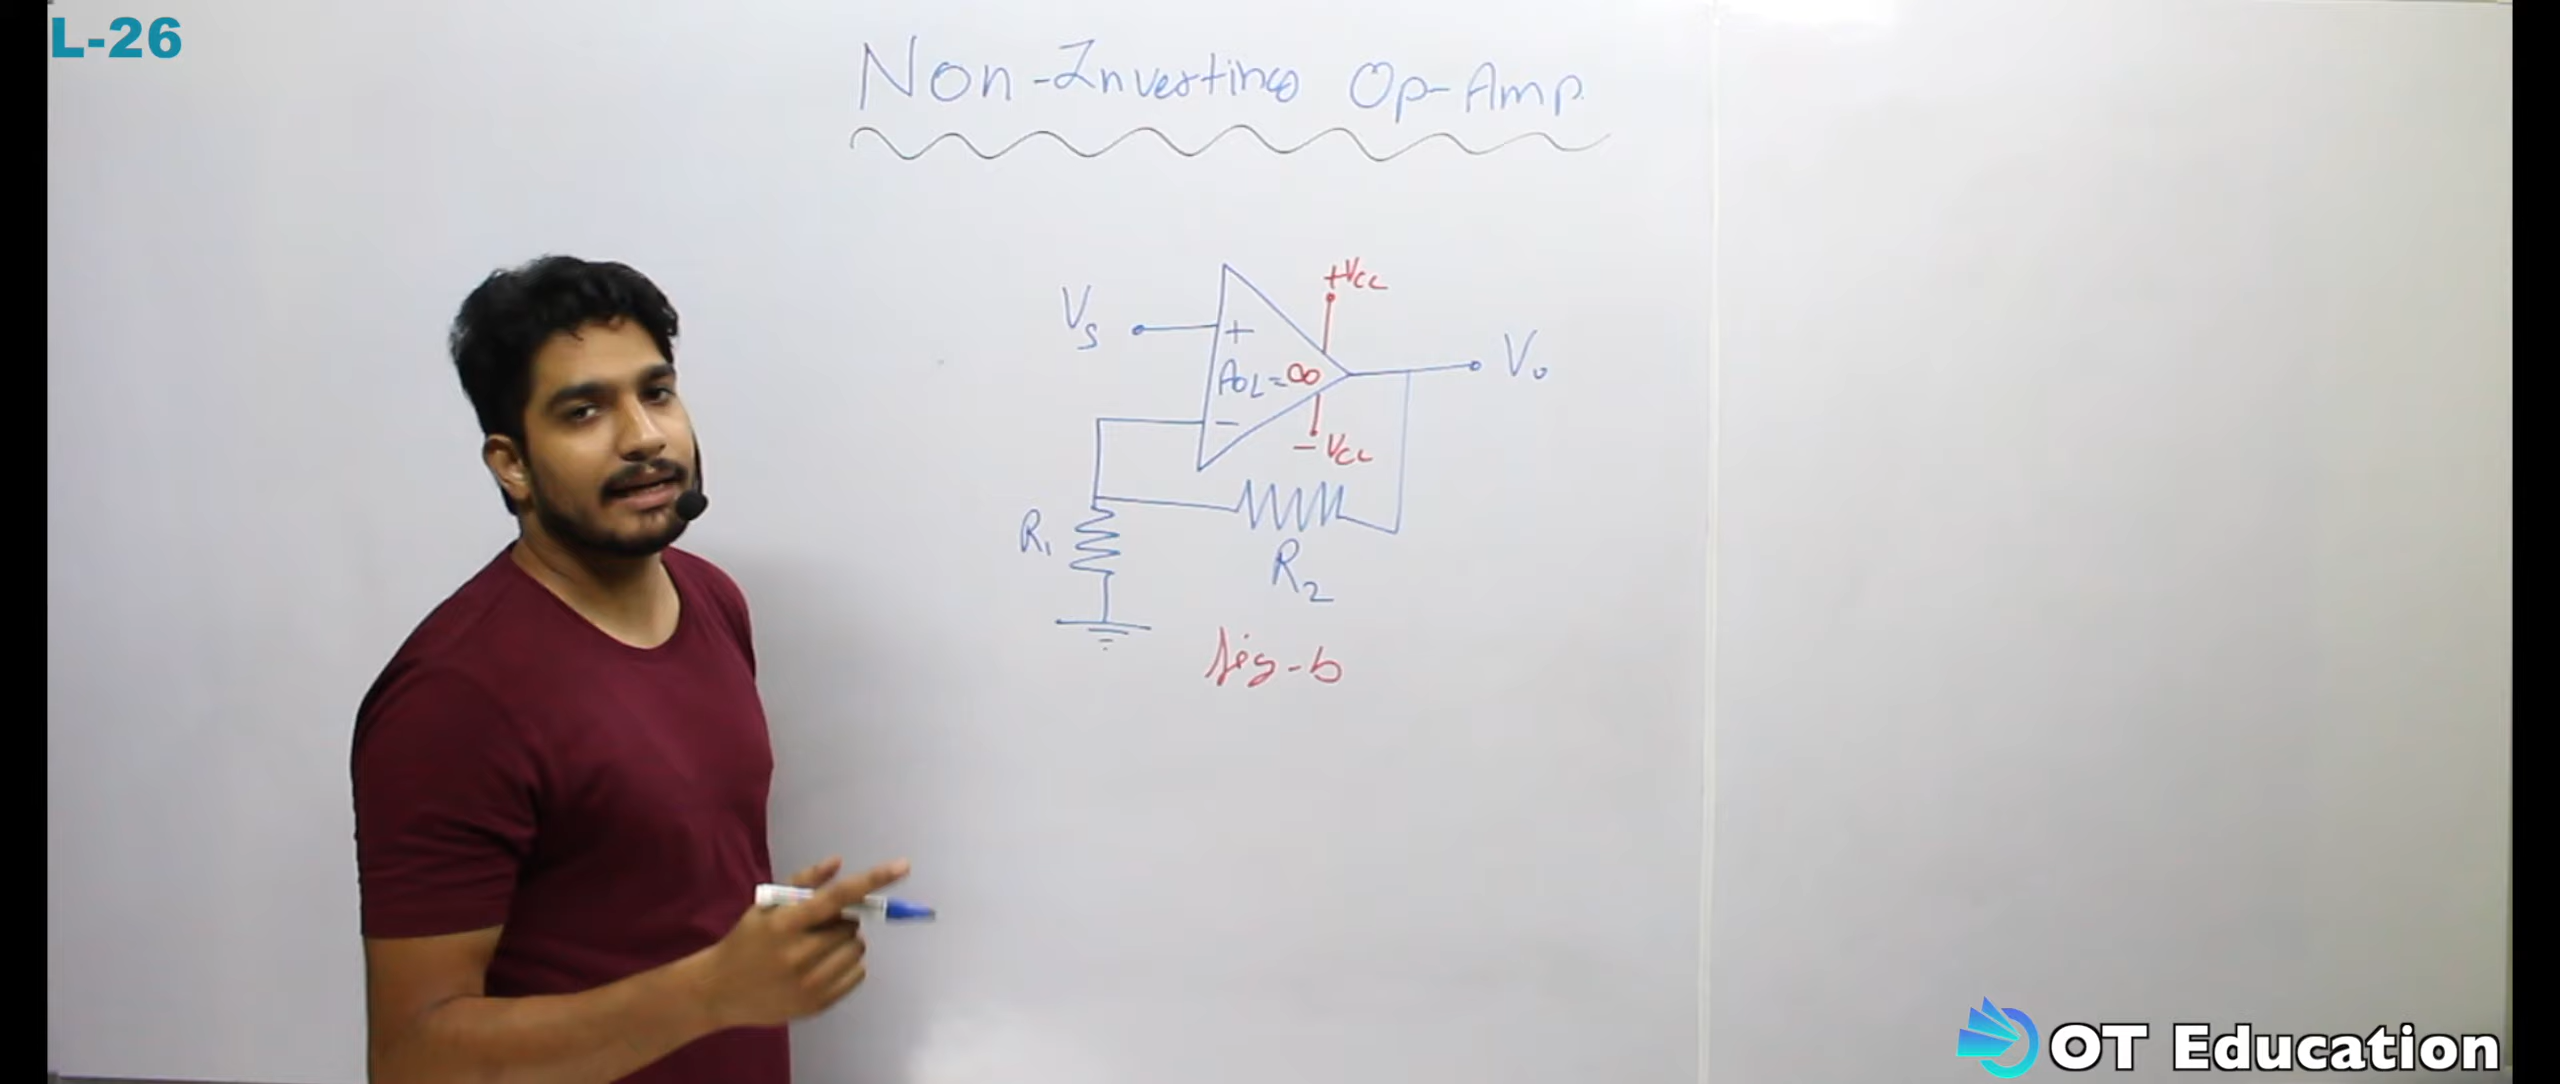 L-26
Non-Inverting Op-Amp
+Vcc
Vs
+
AOL=∞
Vo
-
-Vcc
R1
R2
fig-b
OT Education